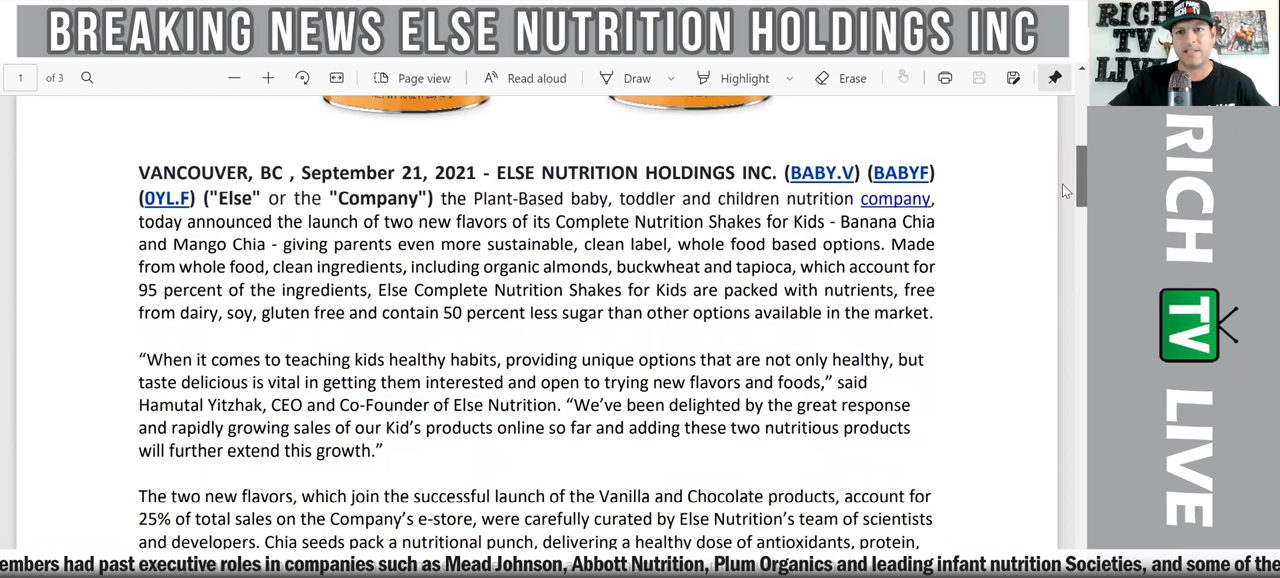 BREAKING NEWS ELSE NUTRITION HOLDINGS INC
RICH
TV
LIVE
1 of 3 Page view Read aloud Draw Highlight Erase
VANCOUVER, BC , September 21, 2021 - ELSE NUTRITION HOLDINGS INC. (BABY.V) (BABYF)
(0YL.F) ("Else" or the "Company") the Plant-Based baby, toddler and children nutrition company,
today announced the launch of two new flavors of its Complete Nutrition Shakes for Kids - Banana Chia
and Mango Chia - giving parents even more sustainable, clean label, whole food based options. Made
from whole food, clean ingredients, including organic almonds, buckwheat and tapioca, which account for
95 percent of the ingredients, Else Complete Nutrition Shakes for Kids are packed with nutrients, free
from dairy, soy, gluten free and contain 50 percent less sugar than other options available in the market.
“When it comes to teaching kids healthy habits, providing unique options that are not only healthy, but
taste delicious is vital in getting them interested and open to trying new flavors and foods,” said
Hamutal Yitzhak, CEO and Co-Founder of Else Nutrition. “We’ve been delighted by the great response
and rapidly growing sales of our Kid’s products online so far and adding these two nutritious products
will further extend this growth.”
The two new flavors, which join the successful launch of the Vanilla and Chocolate products, account for
25% of total sales on the Company’s e-store, were carefully curated by Else Nutrition’s team of scientists
and developers. Chia seeds pack a nutritional punch, delivering a healthy dose of antioxidants, protein,
RICH TV LIVE
embers had past executive roles in companies such as Mead Johnson, Abbott Nutrition, Plum Organics and leading infant nutrition Societies, and some of the